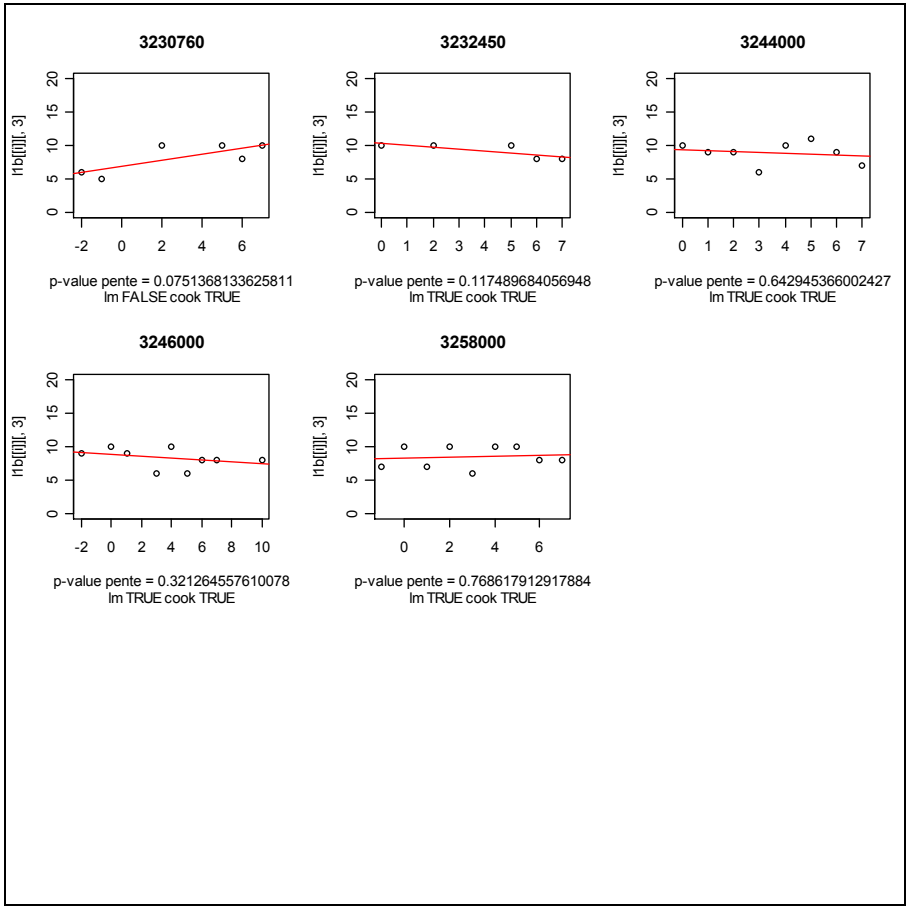 3230760
3232450
3244000
l1b[[i]][, 3]
0 5 10 15 20
-2 0 2 4 6
p-value pente = 0.0751368133625811
lm FALSE cook TRUE
l1b[[i]][, 3]
0 5 10 15 20
0 1 2 3 4 5 6 7
p-value pente = 0.117489684056948
lm TRUE cook TRUE
l1b[[i]][, 3]
0 5 10 15 20
0 1 2 3 4 5 6 7
p-value pente = 0.642945366002427
lm TRUE cook TRUE
3246000
3258000
l1b[[i]][, 3]
0 5 10 15 20
-2 0 2 4 6 8 10
p-value pente = 0.321264557610078
lm TRUE cook TRUE
l1b[[i]][, 3]
0 5 10 15 20
0 2 4 6
p-value pente = 0.768617912917884
lm TRUE cook TRUE